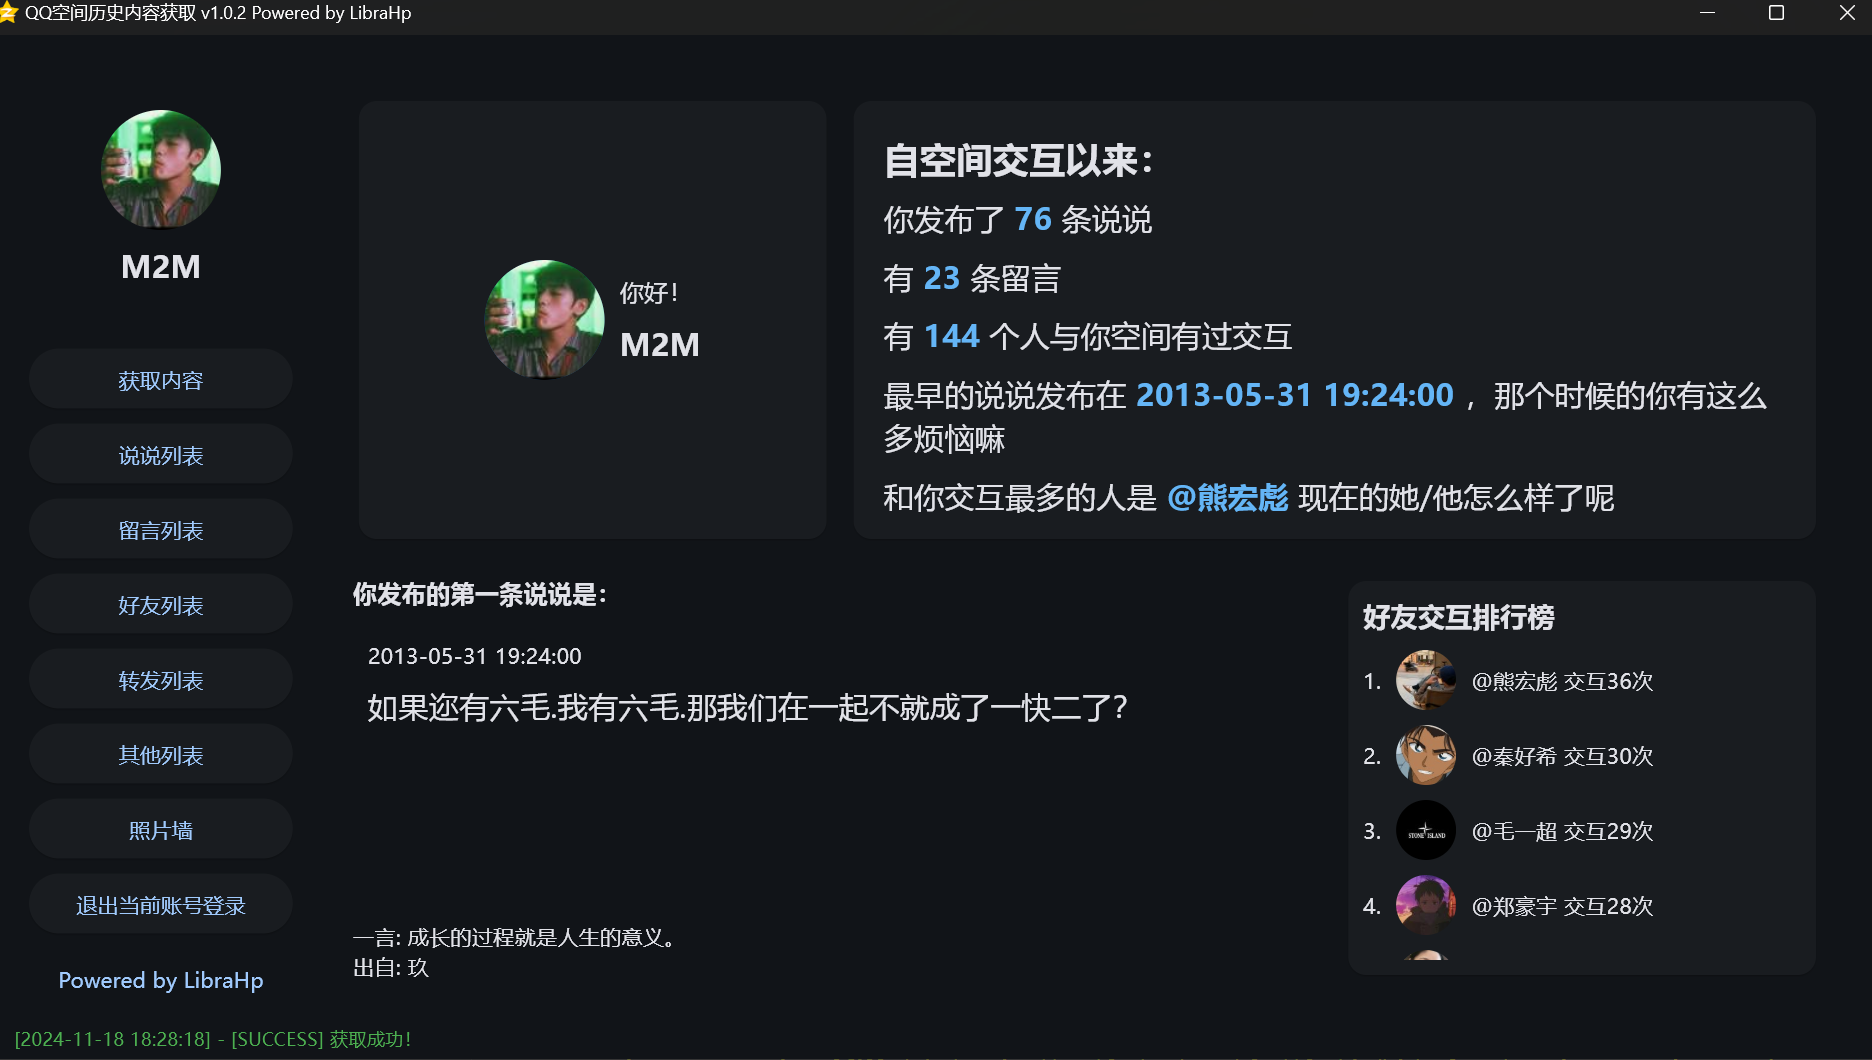 QQ空间历史内容获取 v1.0.2 Powered by LibraHp
M2M
获取内容
说说列表
留言列表
好友列表
转发列表
其他列表
照片墙
退出当前账号登录
Powered by LibraHp
你好！
M2M
自空间交互以来：
你发布了 76 条说说
有 23 条留言
有 144 个人与你空间有过交互
最早的说说发布在 2013-05-31 19:24:00 ，那个时候的你有这么
多烦恼嘛
和你交互最多的人是 @熊宏彪 现在的她/他怎么样了呢
你发布的第一条说说是：
2013-05-31 19:24:00
如果迩有六毛.我有六毛.那我们在一起不就成了一快二了？
一言: 成长的过程就是人生的意义。
出自: 玖
好友交互排行榜
1. @熊宏彪 交互36次
2. @秦好希 交互30次
3. STONE ISLAND @毛一超 交互29次
4. @郑豪宇 交互28次
[2024-11-18 18:28:18] - [SUCCESS] 获取成功！